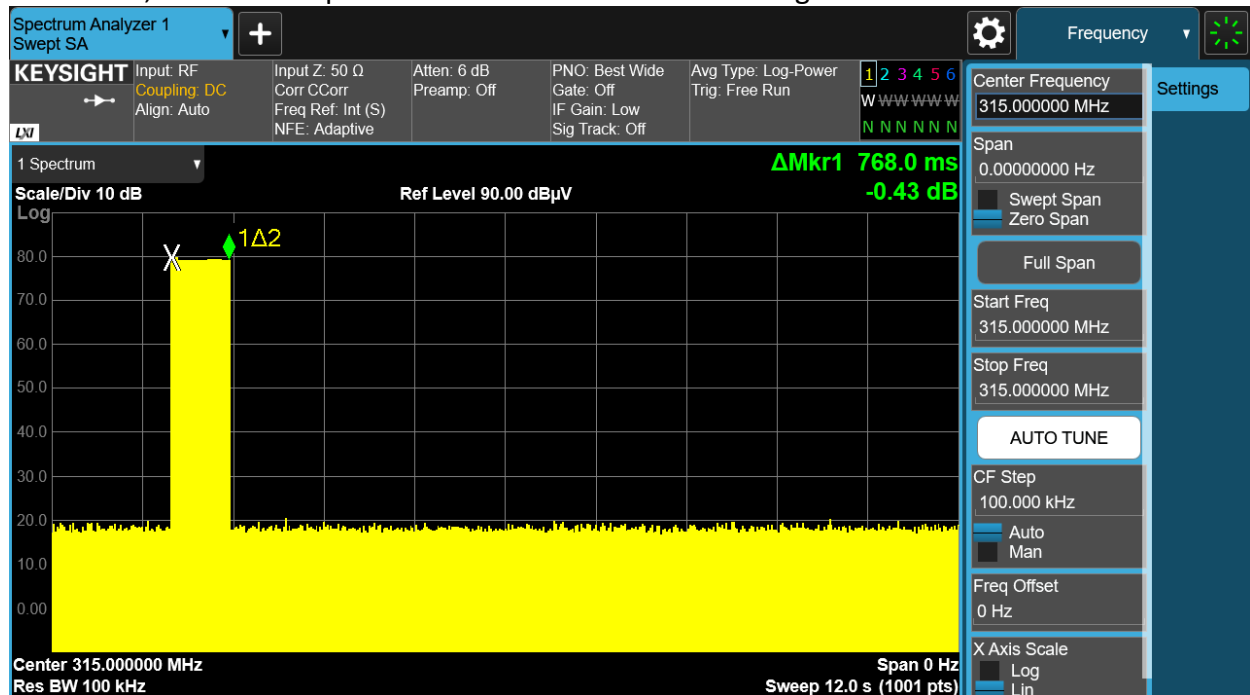 Spectrum Analyzer 1
Swept SA
+
Frequency
KEYSIGHT
LXI
Input: RF
Coupling: DC
Align: Auto
Input Z: 50 Ω
Corr CCorr
Freq Ref: Int (S)
NFE: Adaptive
Atten: 6 dB
Preamp: Off
PNO: Best Wide
Gate: Off
IF Gain: Low
Sig Track: Off
Avg Type: Log-Power
Trig: Free Run
1 2 3 4 5 6
W W W W W W
N N N N N N
1 Spectrum
ΔMkr1 768.0 ms
-0.43 dB
Scale/Div 10 dB
Ref Level 90.00 dBµV
Log
1Δ2
X
80.0
70.0
60.0
50.0
40.0
30.0
20.0
10.0
0.00
Center 315.000000 MHz
Span 0 Hz
Res BW 100 kHz
Sweep 12.0 s (1001 pts)
Center Frequency
315.000000 MHz
Settings
Span
0.00000000 Hz
Swept Span
Zero Span
Full Span
Start Freq
315.000000 MHz
Stop Freq
315.000000 MHz
AUTO TUNE
CF Step
100.000 kHz
Auto
Man
Freq Offset
0 Hz
X Axis Scale
Log
Lin